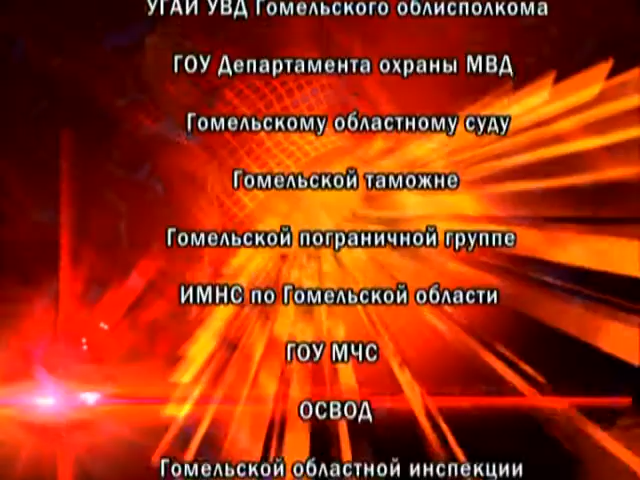 УГАИ УВД Гомельского облисполкома
ГОУ Департамента охраны МВД
Гомельскому областному суду
Гомельской таможне
Гомельской пограничной группе
ИМНС по Гомельской области
ГОУ МЧС
ОСВОД
Гомельской областной инспекции